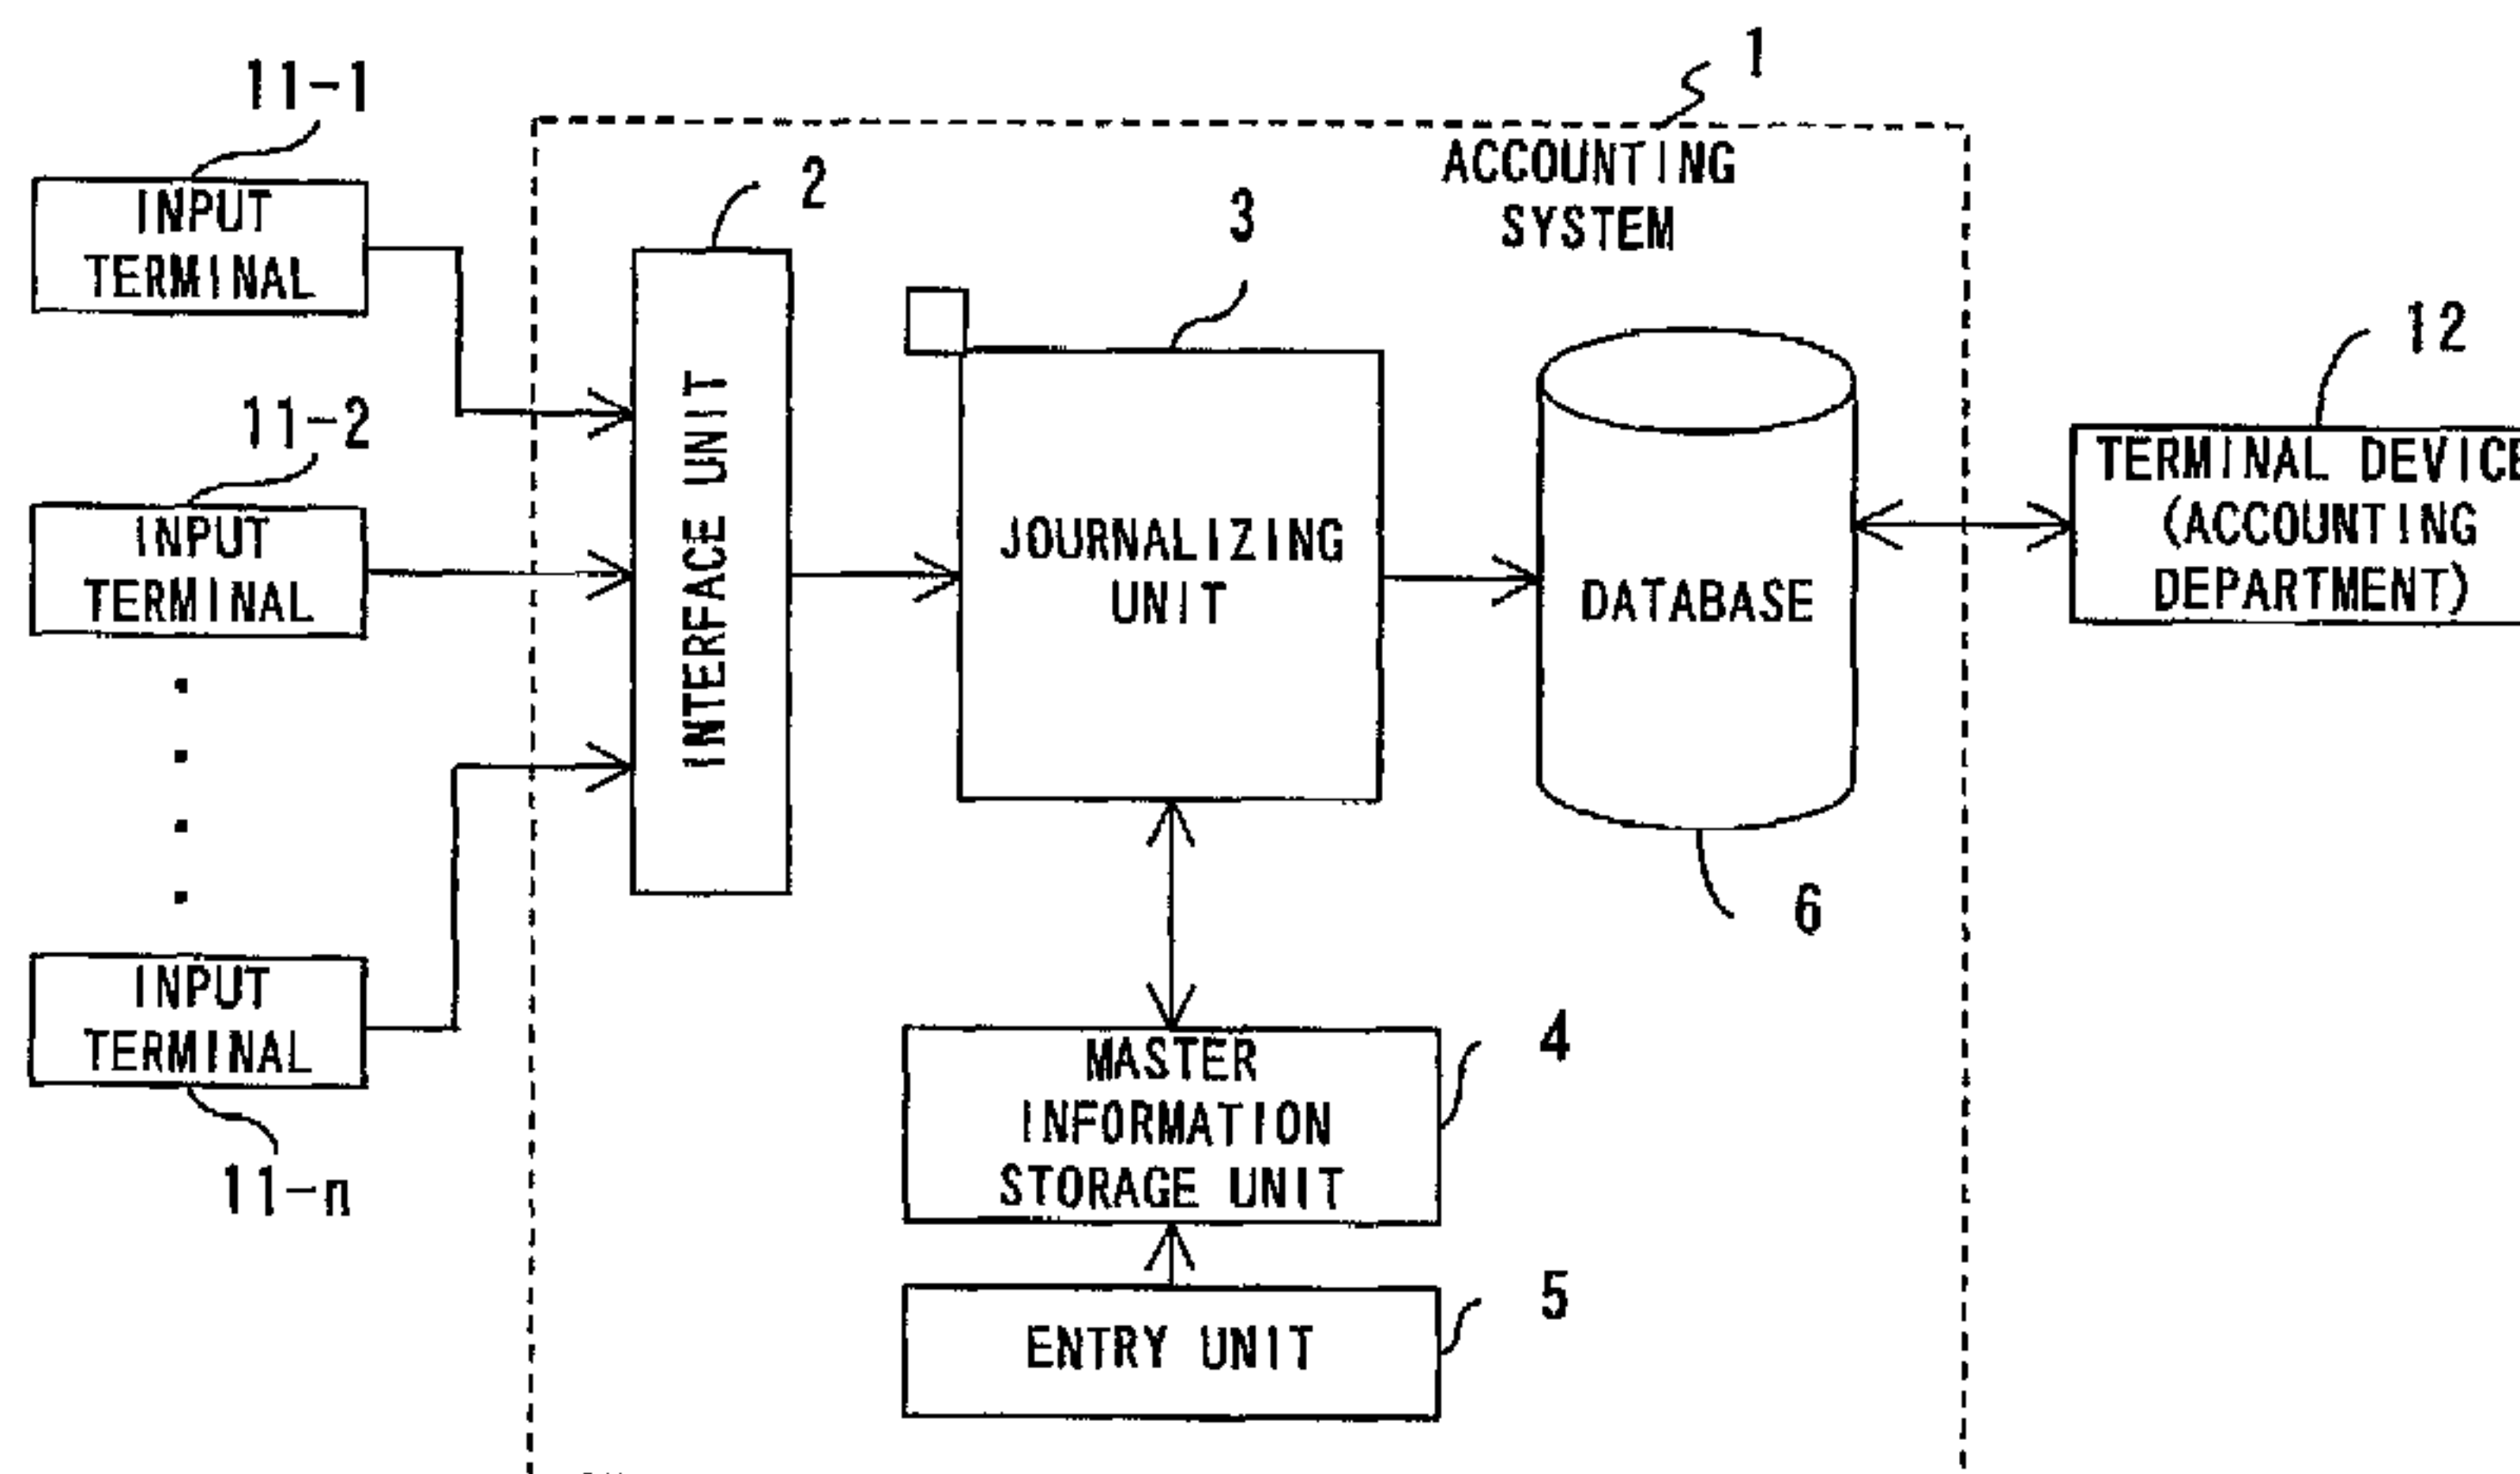 1
11-1
ACCOUNTING
SYSTEM
2
3
INPUT
TERMINAL
12
11-2
INPUT
TERMINAL
INTERFACE UNIT
JOURNALIZING
UNIT
DATABASE
TERMINAL DEVICE
(ACCOUNTING
DEPARTMENT)
6
INPUT
TERMINAL
11-n
MASTER
INFORMATION
STORAGE UNIT
4
ENTRY UNIT
5